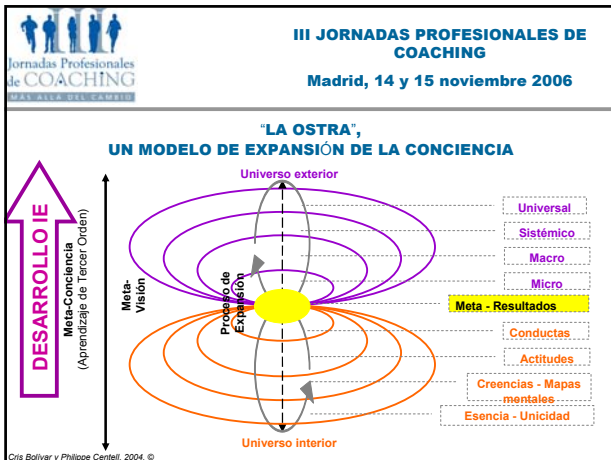 III
Jornadas Profesionales
de COACHING
MÁS ALLÁ DEL CAMBIO
III JORNADAS PROFESIONALES DE
COACHING
Madrid, 14 y 15 noviembre 2006
“LA OSTRA”,
UN MODELO DE EXPANSIÓN DE LA CONCIENCIA
Universo exterior
DESARROLLO IE
Meta-Conciencia
(Aprendizaje de Tercer Orden)
Meta-
Visión
Proceso de
Expansión
Universal
Sistémico
Macro
Micro
Meta - Resultados
Conductas
Actitudes
Creencias - Mapas
mentales
Esencia - Unicidad
Universo interior
Cris Bolívar y Philippe Centell, 2004. ©